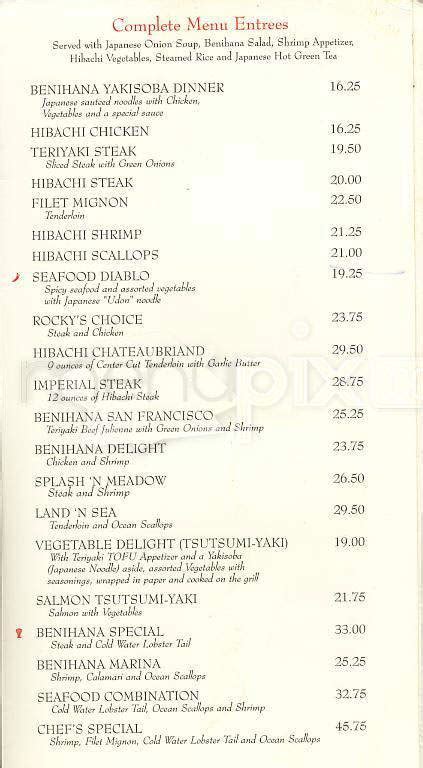 Complete Menu Entrees
Served with Japanese Onion Soup, Benihana Salad, Shrimp Appetizer,
Hibachi Vegetables, Steamed Rice and Japanese Hot Green Tea
BENIHANA YAKISOBA DINNER 16.25
Japanese sauteed noodles with Chicken,
Vegetables and a special sauce
HIBACHI CHICKEN 16.25
TERIYAKI STEAK 19.50
Sliced Steak with Green Onions
HIBACHI STEAK 20.00
FILET MIGNON 22.50
Tenderloin
HIBACHI SHRIMP 21.25
HIBACHI SCALLOPS 21.00
SEAFOOD DIABLO 19.25
Spicy seafood and assorted vegetables
with Japanese "Udon" noodle
ROCKY'S CHOICE 23.75
Steak and Chicken
HIBACHI CHATEAUBRIAND 29.50
9 ounces of Center Cut Tenderloin with Garlic Butter
IMPERIAL STEAK 28.75
12 ounces of Hibachi Steak
BENIHANA SAN FRANCISCO 25.25
Teriyaki Beef Julienne with Green Onions and Shrimp
BENIHANA DELIGHT 23.75
Chicken and Shrimp
SPLASH 'N MEADOW 26.50
Steak and Shrimp
LAND 'N SEA 29.50
Tenderloin and Ocean Scallops
VEGETABLE DELIGHT (TSUTSUMI-YAKI) 19.00
With Teriyaki TOFU Appetizer and a Yakisoba
(Japanese Noodle) aside, assorted Vegetables with
seasonings, wrapped in paper and cooked on the grill
SALMON TSUTSUMI-YAKI 21.75
Salmon with Vegetables
BENIHANA SPECIAL 33.00
Steak and Cold Water Lobster Tail
BENIHANA MARINA 25.25
Shrimp, Calamari and Ocean Scallops
SEAFOOD COMBINATION 32.75
Cold Water Lobster Tail, Ocean Scallops and Shrimp
CHEF'S SPECIAL 45.75
Shrimp, Filet Mignon, Cold Water Lobster Tail and Ocean Scallops